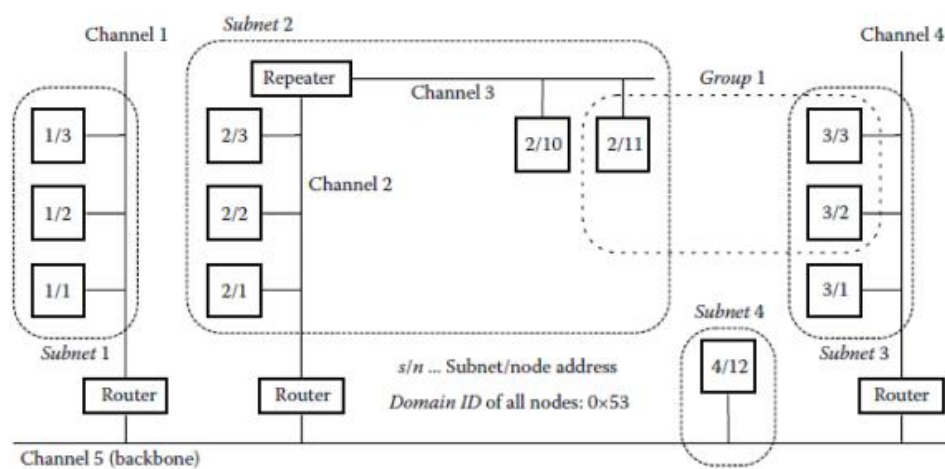 Channel 1
Subnet 2
Channel 4
Repeater
Channel 3
Group 1
1/3
2/3
2/10
2/11
3/3
Channel 2
1/2
2/2
3/2
1/1
2/1
3/1
Subnet 4
Subnet 1
Subnet 3
s/n ... Subnet/node address
4/12
Router
Router
Domain ID of all nodes: 0×53
Router
Channel 5 (backbone)